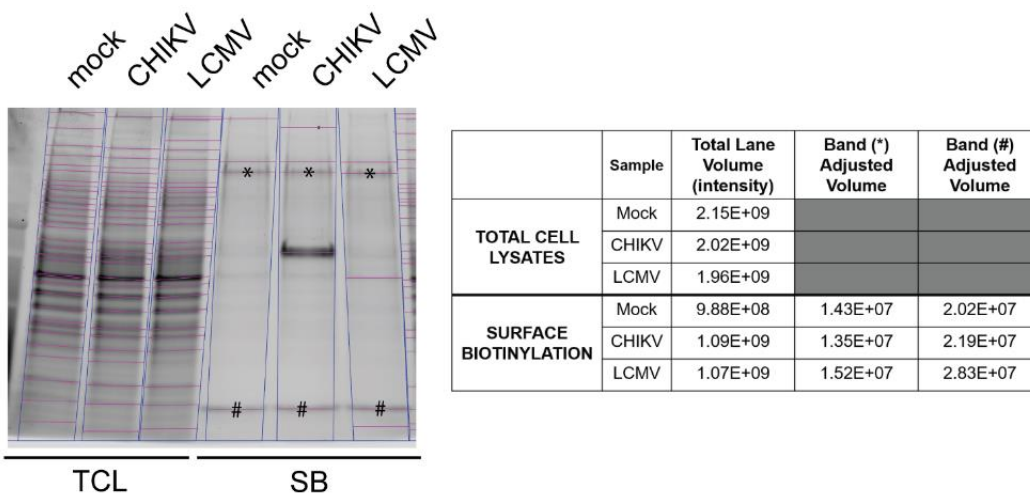 mock CHIKV LCMV mock CHIKV LCMV
* * *
# # #
TCL SB
Sample Total Lane Volume (intensity) Band (*) Adjusted Volume Band (#) Adjusted Volume
TOTAL CELL LYSATES
Mock 2.15E+09
CHIKV 2.02E+09
LCMV 1.96E+09
SURFACE BIOTINYLATION
Mock 9.88E+08 1.43E+07 2.02E+07
CHIKV 1.09E+09 1.35E+07 2.19E+07
LCMV 1.07E+09 1.52E+07 2.83E+07